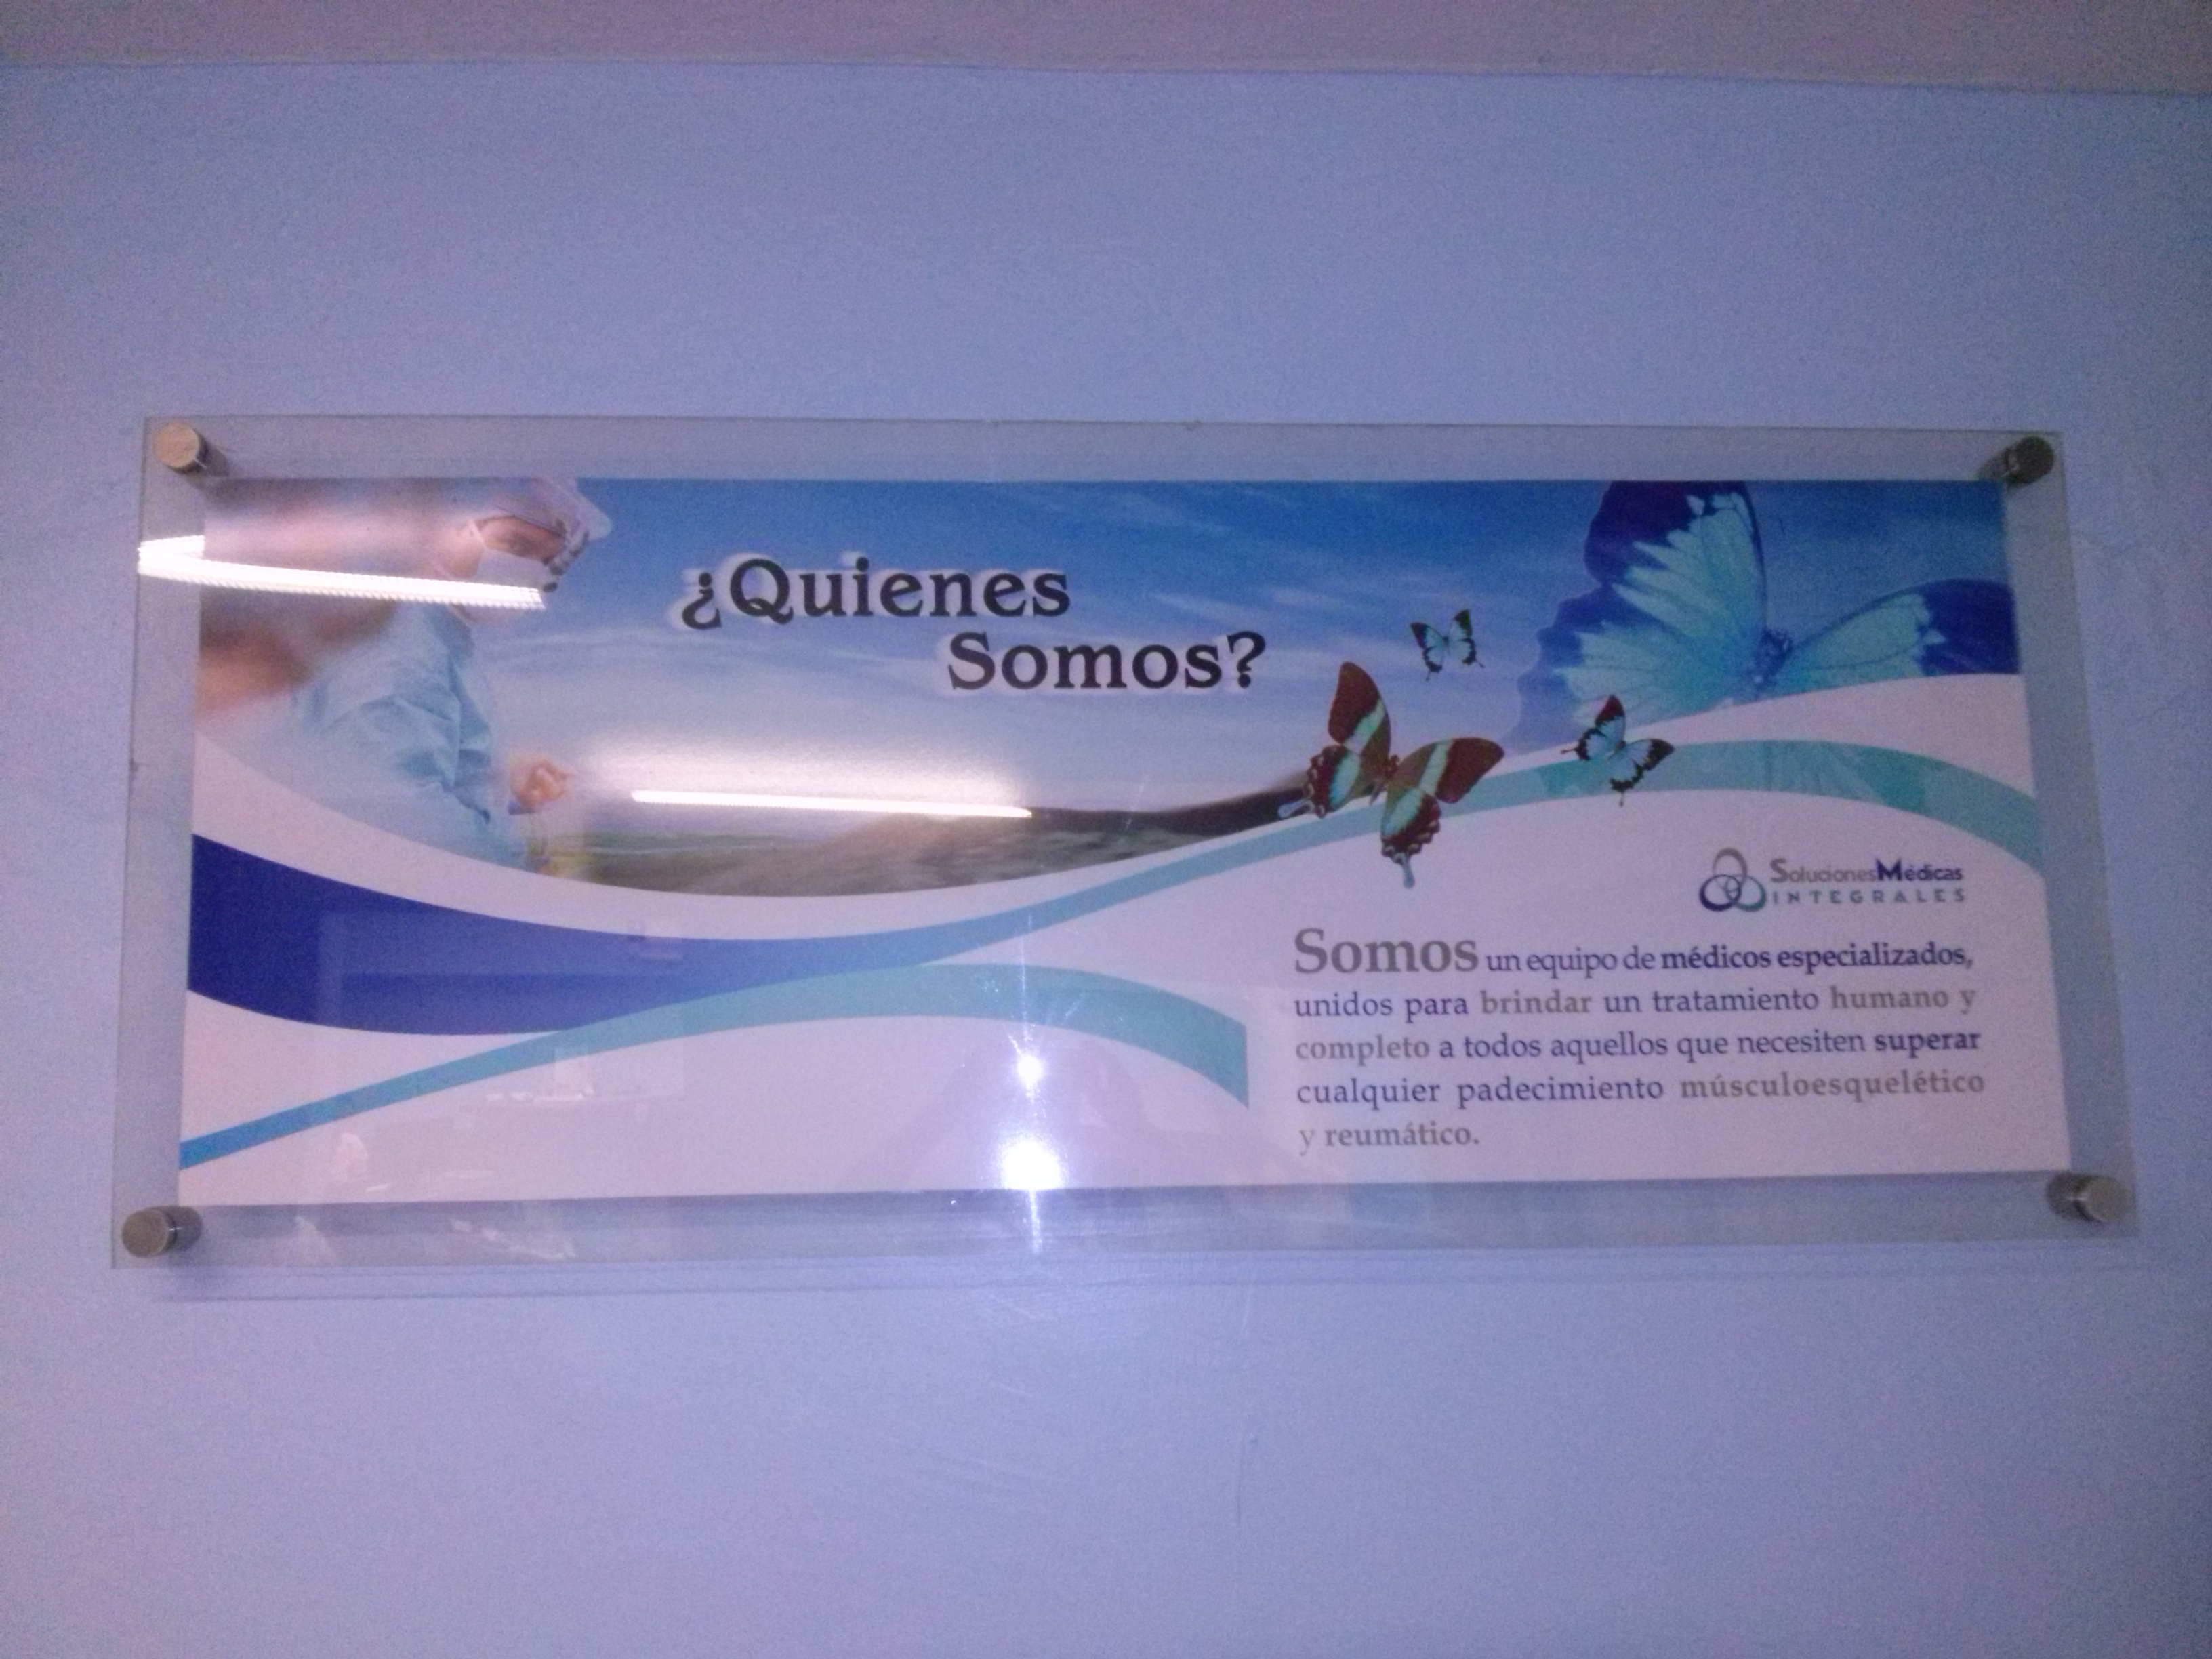 ¿Quienes
Somos?
SolucionesMédicas
INTEGRALES
Somos un equipo de médicos especializados,
unidos para brindar un tratamiento humano y
completo a todos aquellos que necesiten superar
cualquier padecimiento músculoesquelético
y reumático.